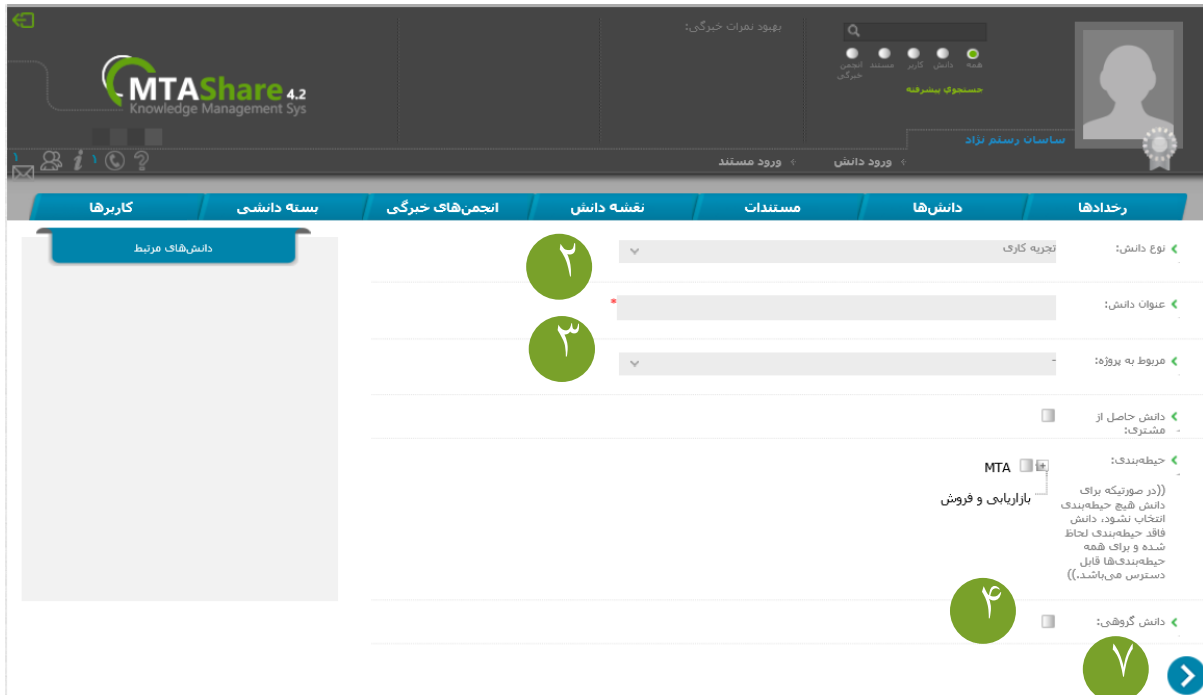 بهبود نمرات خبرگی:
همه
دانش
کاربر
مستند
انجمن خبرگی
جستجوی پیشرفته
MTAShare 4.2
Knowledge Management Sys
ساسان رستم نژاد
ورود دانش
ورود مستند
۱
۱
رخدادها
دانش‌ها
مستندات
نقشه دانش
انجمن‌های خبرگی
بسته دانشی
کاربرها
نوع دانش:
تجربه کاری
۲
دانش‌های مرتبط
عنوان دانش:
*
۳
مربوط به پروژه:
-
دانش حاصل از
مشتری:
حیطه‌بندی:
MTA
بازاریابی و فروش
((در صورتیکه برای
دانش هیچ حیطه‌بندی
انتخاب نشود، دانش
فاقد حیطه‌بندی لحاظ
شده و برای همه
حیطه‌بندی‌ها قابل
دسترس می‌باشد.))
دانش گروهی:
۴
۷